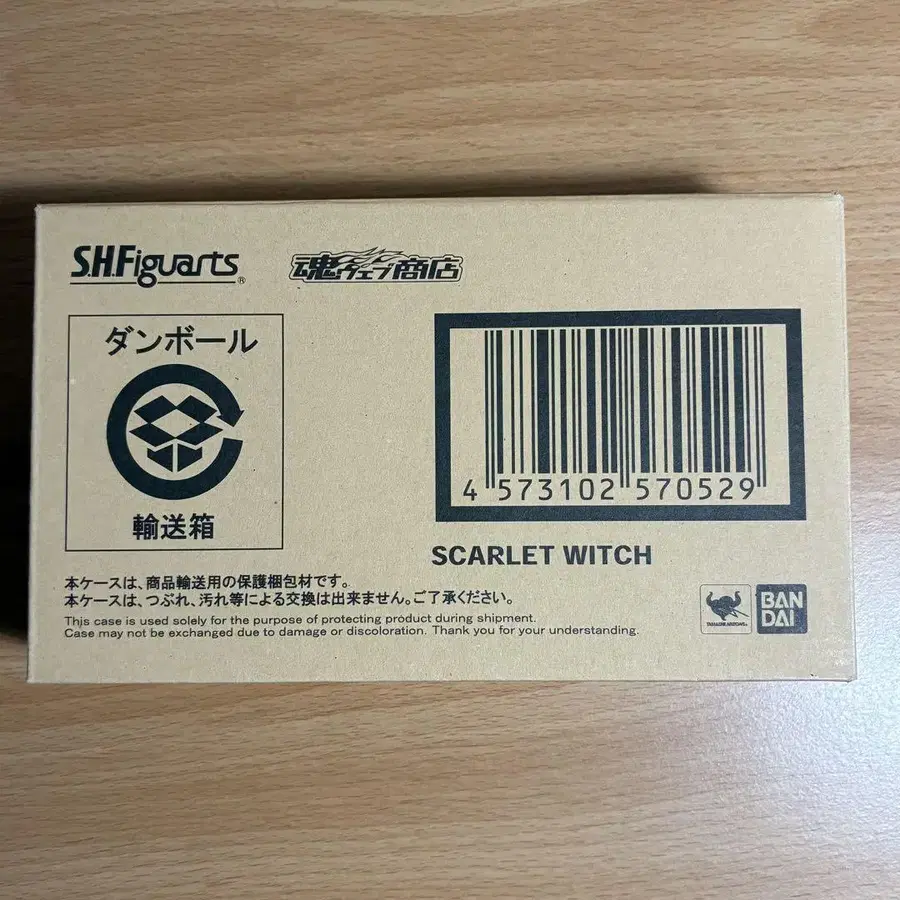 S.H.Figuarts®
魂ウェブ商店
ダンボール
輸送箱
4 573102 570529
SCARLET WITCH
本ケースは、商品輸送用の保護梱包材です。
本ケースは、つぶれ、汚れ等による交換は出来ません。ご了承ください。
This case is used solely for the purpose of protecting product during shipment.
Case may not be exchanged due to damage or discoloration. Thank you for your understanding.
TAMASHII NATIONS
BAN
DAI